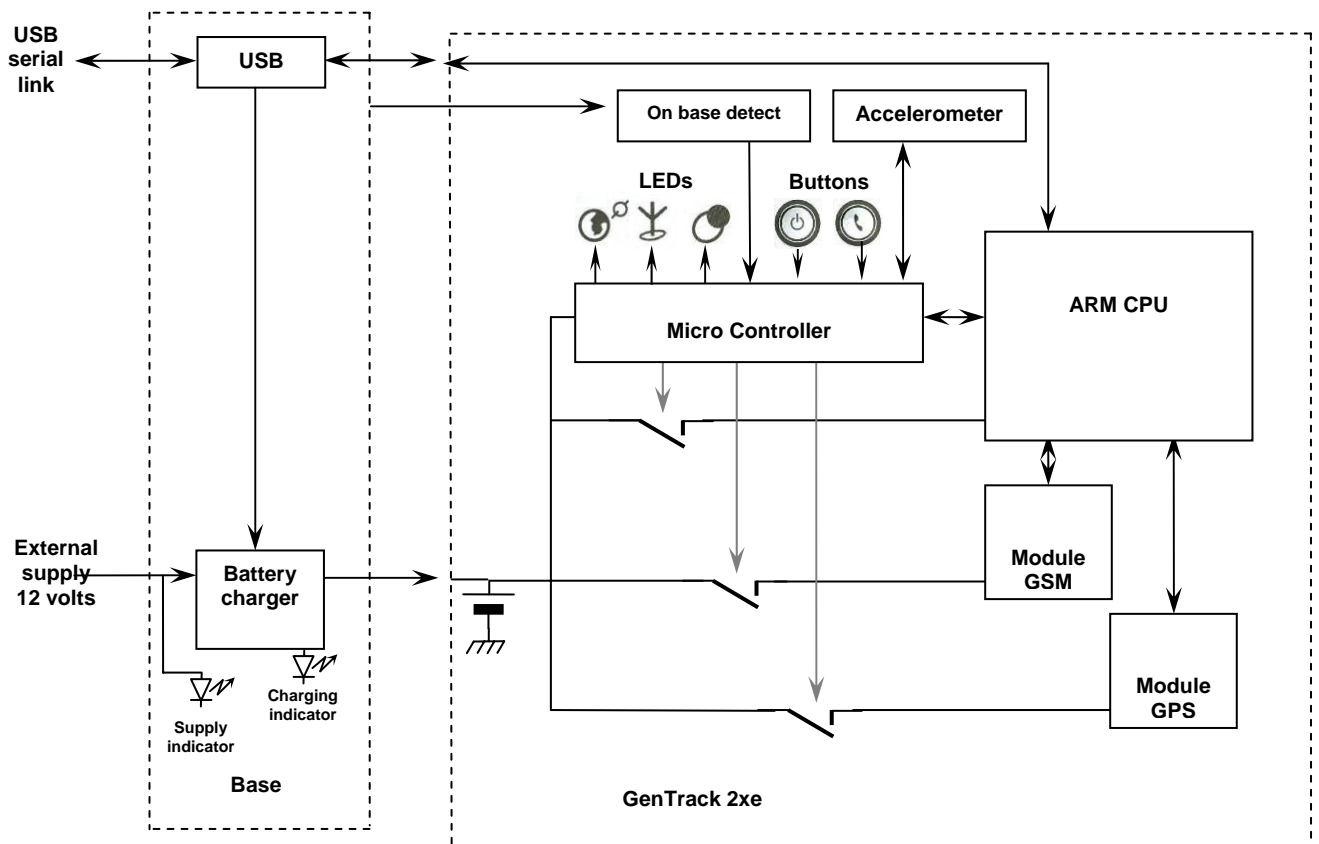 USB
serial
link
USB
On base detect
Accelerometer
LEDs
Buttons
Micro Controller
ARM CPU
External
supply
12 volts
Battery
charger
Module
GSM
Charging
indicator
Supply
indicator
Module
GPS
Base
GenTrack 2xe